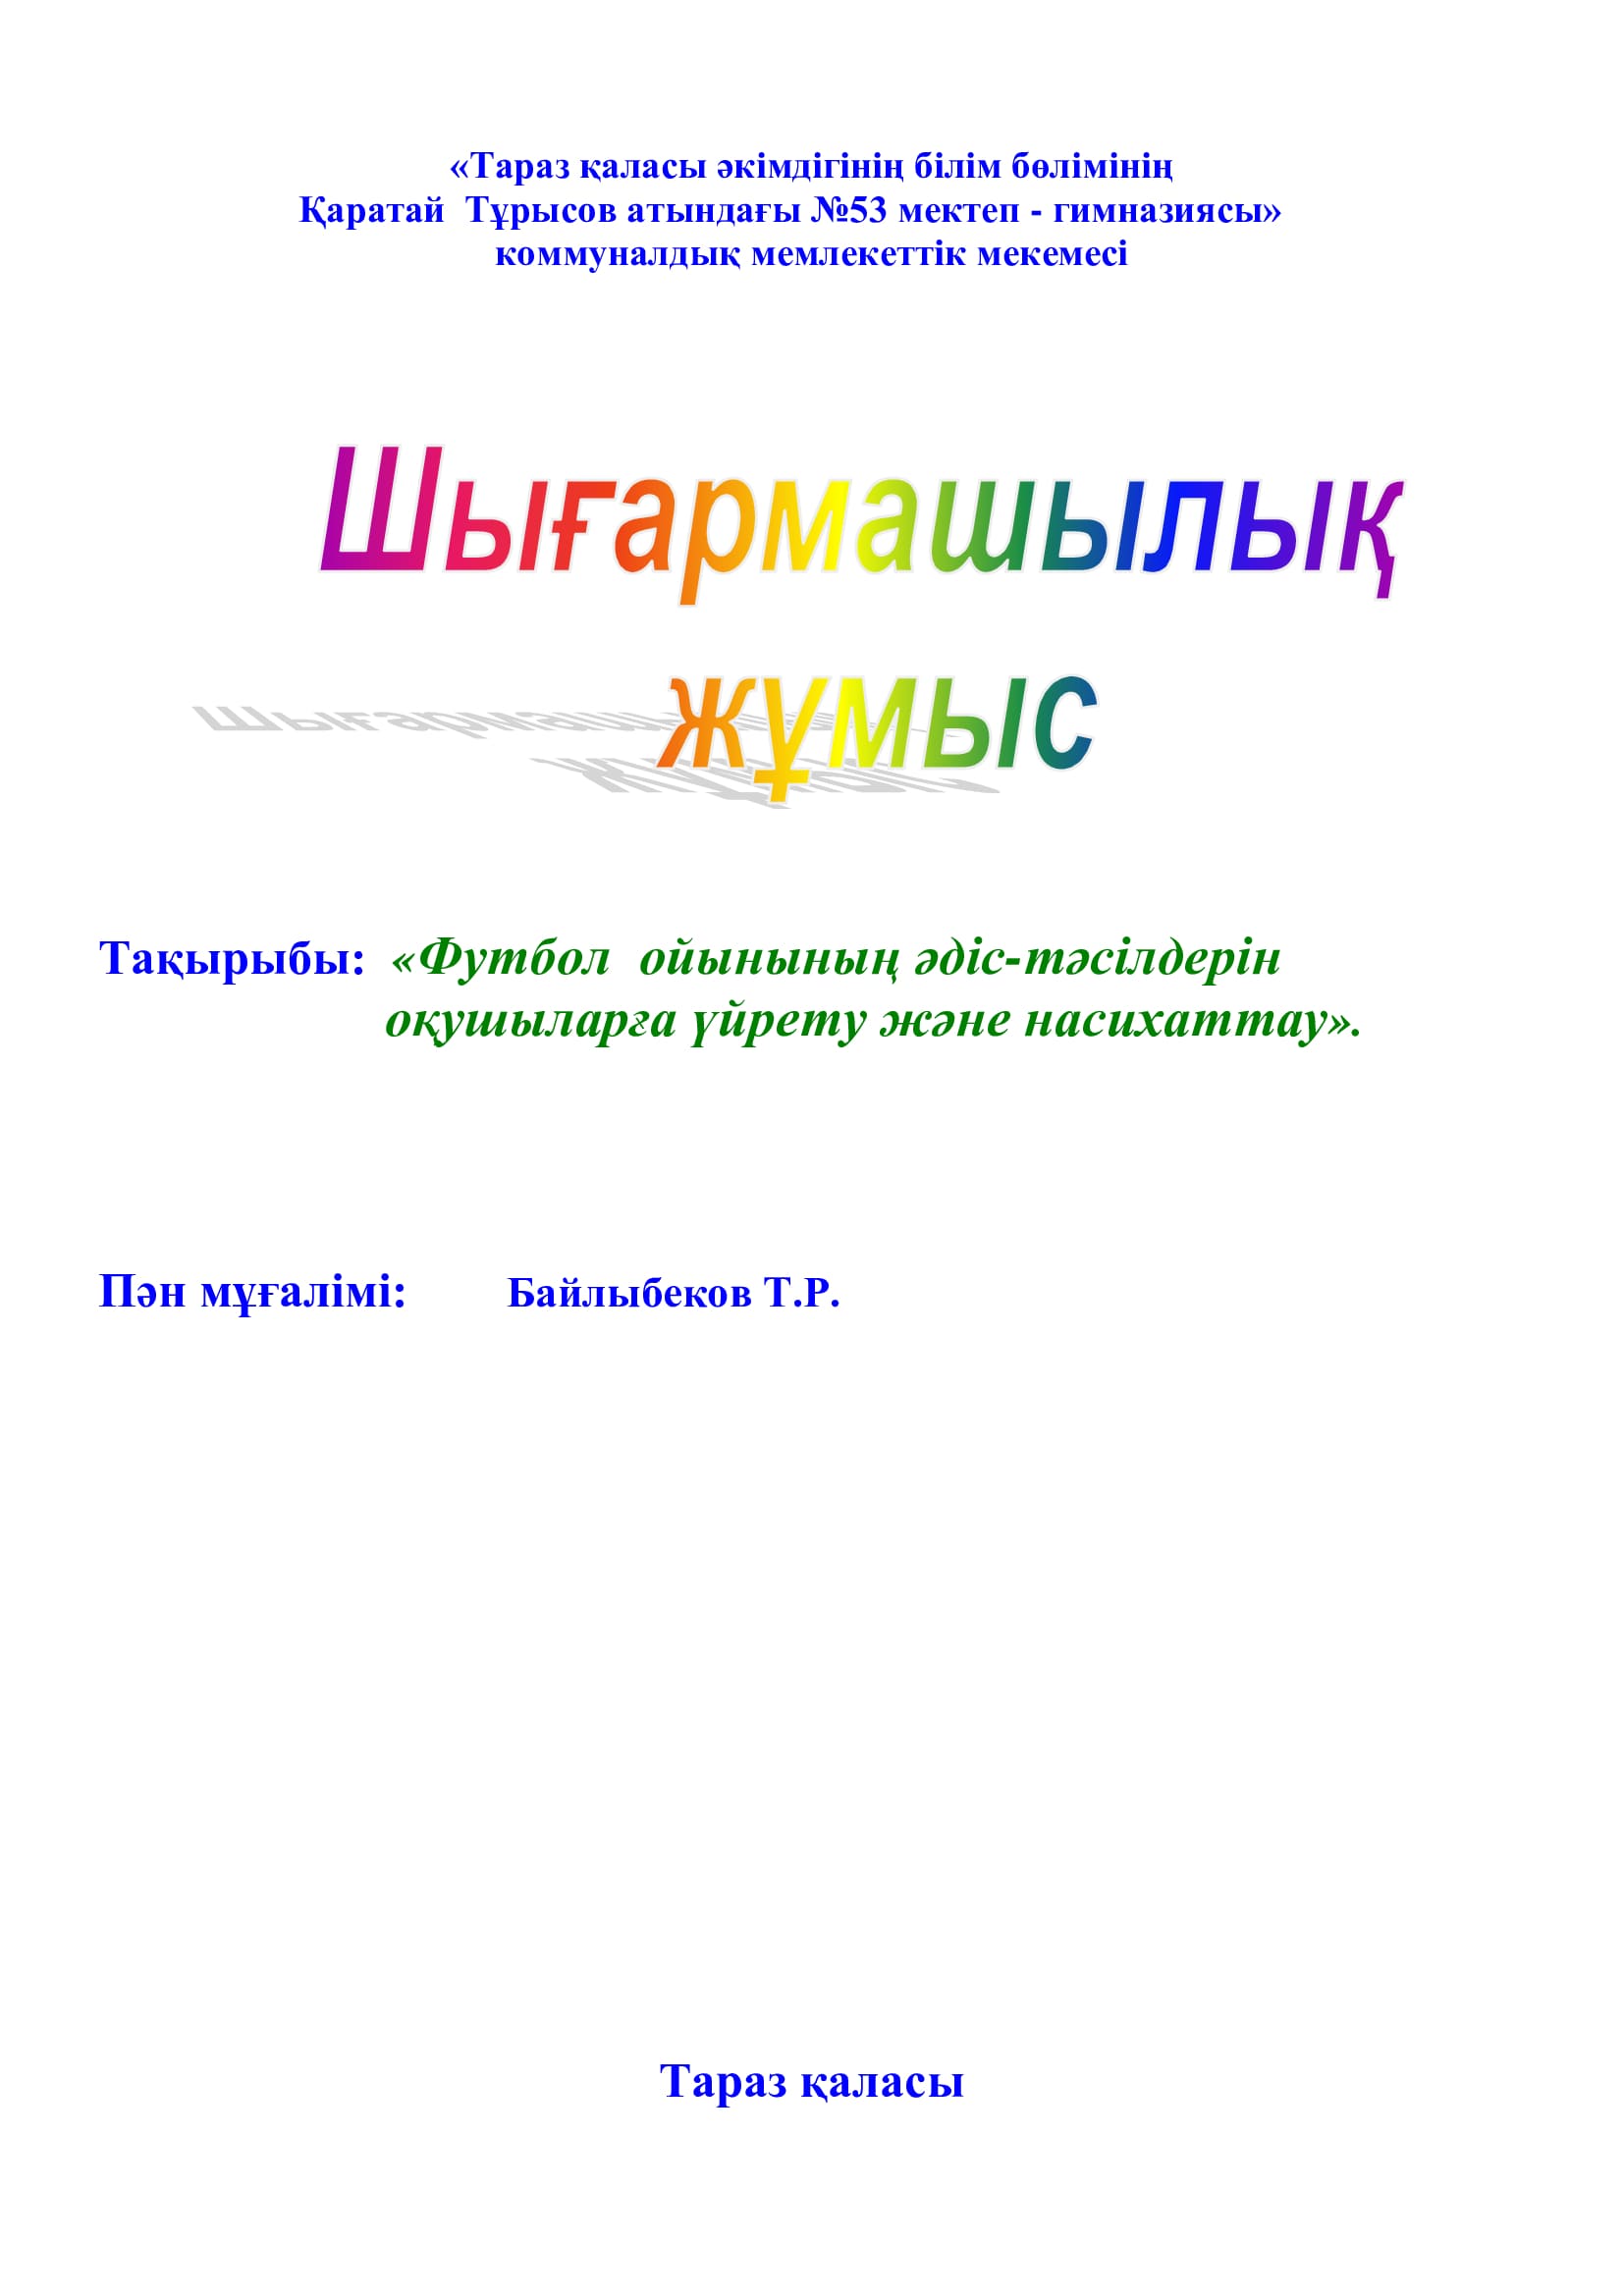 «Тараз қаласы әкімдігінің білім бөлімінің
Қаратай  Тұрысов атындағы №53 мектеп - гимназиясы»
коммуналдық мемлекеттік мекемесі
Шығармашылық
жұмыс
Тақырыбы:  «Футбол  ойынының әдіс-тәсілдерін
оқушыларға үйрету және насихаттау».
Пән мұғалімі:        Байлыбеков Т.Р.
Тараз қаласы